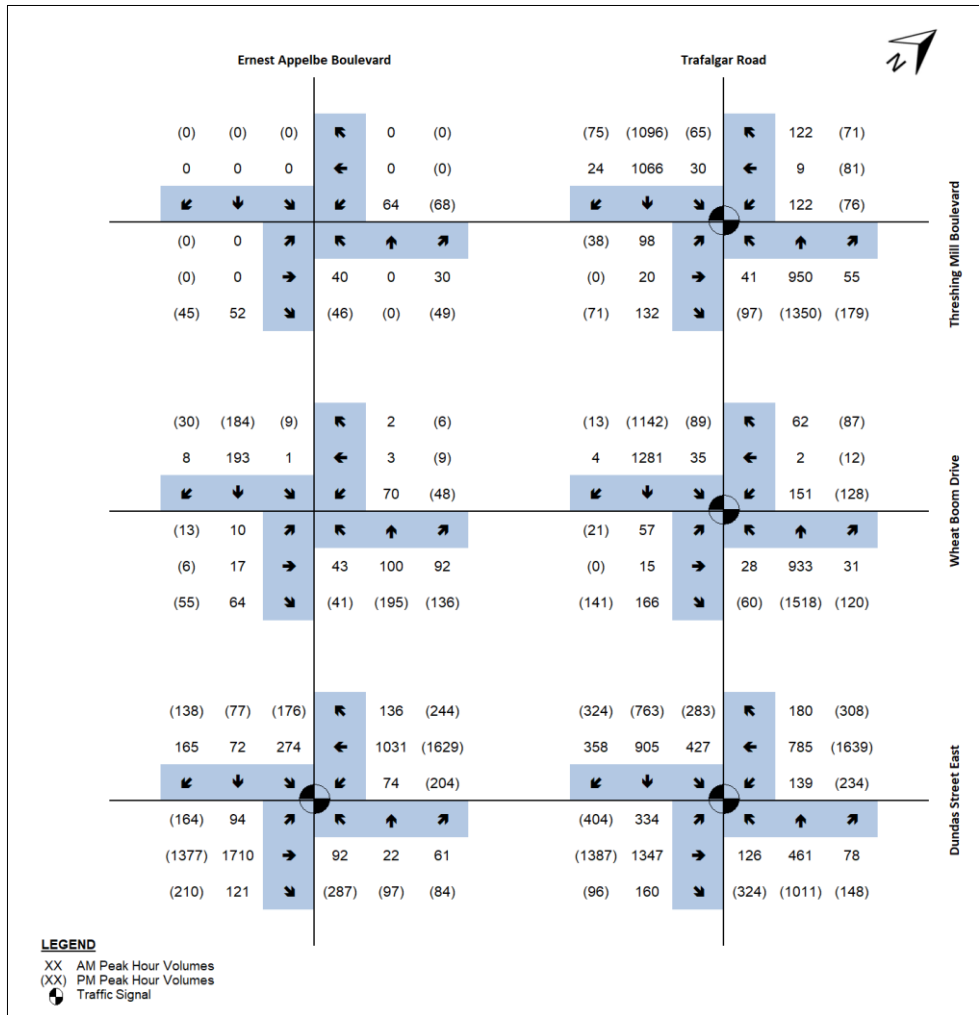 Ernest Appelbe Boulevard Trafalgar Road
N
(0) (0) (0) 0 (0) (75) (1096) (65) 122 (71)
0 0 0 0 (0) 24 1066 30 9 (81)
64 (68) 122 (76)
(0) 0 (38) 98
(0) 0 40 0 30 (0) 20 41 950 55
(45) 52 (46) (0) (49) (71) 132 (97) (1350) (179)
Threshing Mill Boulevard
(30) (184) (9) 2 (6) (13) (1142) (89) 62 (87)
8 193 1 3 (9) 4 1281 35 2 (12)
70 (48) 151 (128)
(13) 10 (21) 57
(6) 17 43 100 92 (0) 15 28 933 31
(55) 64 (41) (195) (136) (141) 166 (60) (1518) (120)
Wheat Boom Drive
(138) (77) (176) 136 (244) (324) (763) (283) 180 (308)
165 72 274 1031 (1629) 358 905 427 785 (1639)
74 (204) 139 (234)
(164) 94 (404) 334
(1377) 1710 92 22 61 (1387) 1347 126 461 78
(210) 121 (287) (97) (84) (96) 160 (324) (1011) (148)
Dundas Street East
LEGEND
XX AM Peak Hour Volumes
(XX) PM Peak Hour Volumes
Traffic Signal